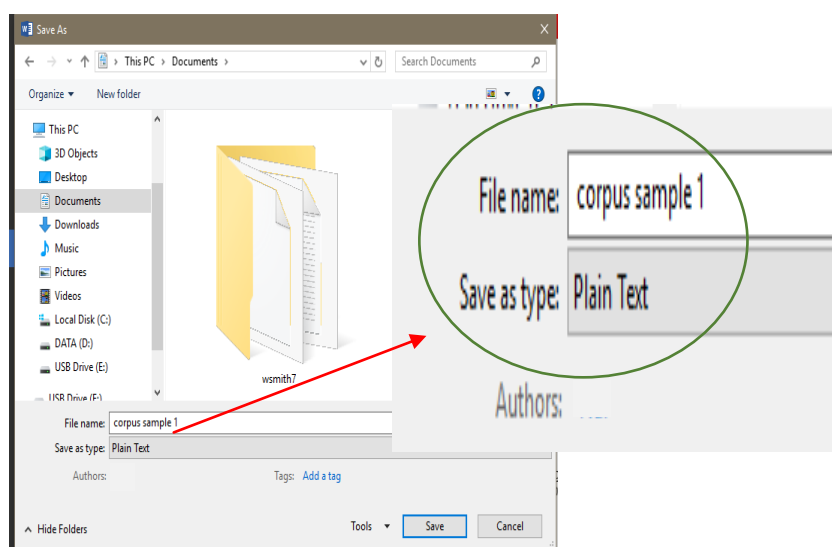 Save As
This PC > Documents >
Search Documents
Organize
New folder
This PC
3D Objects
Desktop
Documents
Downloads
Music
Pictures
Videos
Local Disk (C:)
DATA (D:)
USB Drive (E:)
USB Drive (E:)
wsmith7
File name: corpus sample 1
Save as type: Plain Text
Authors:
Tags: Add a tag
Hide Folders
Tools
Save
Cancel
File name: corpus sample 1
Save as type: Plain Text
Authors: